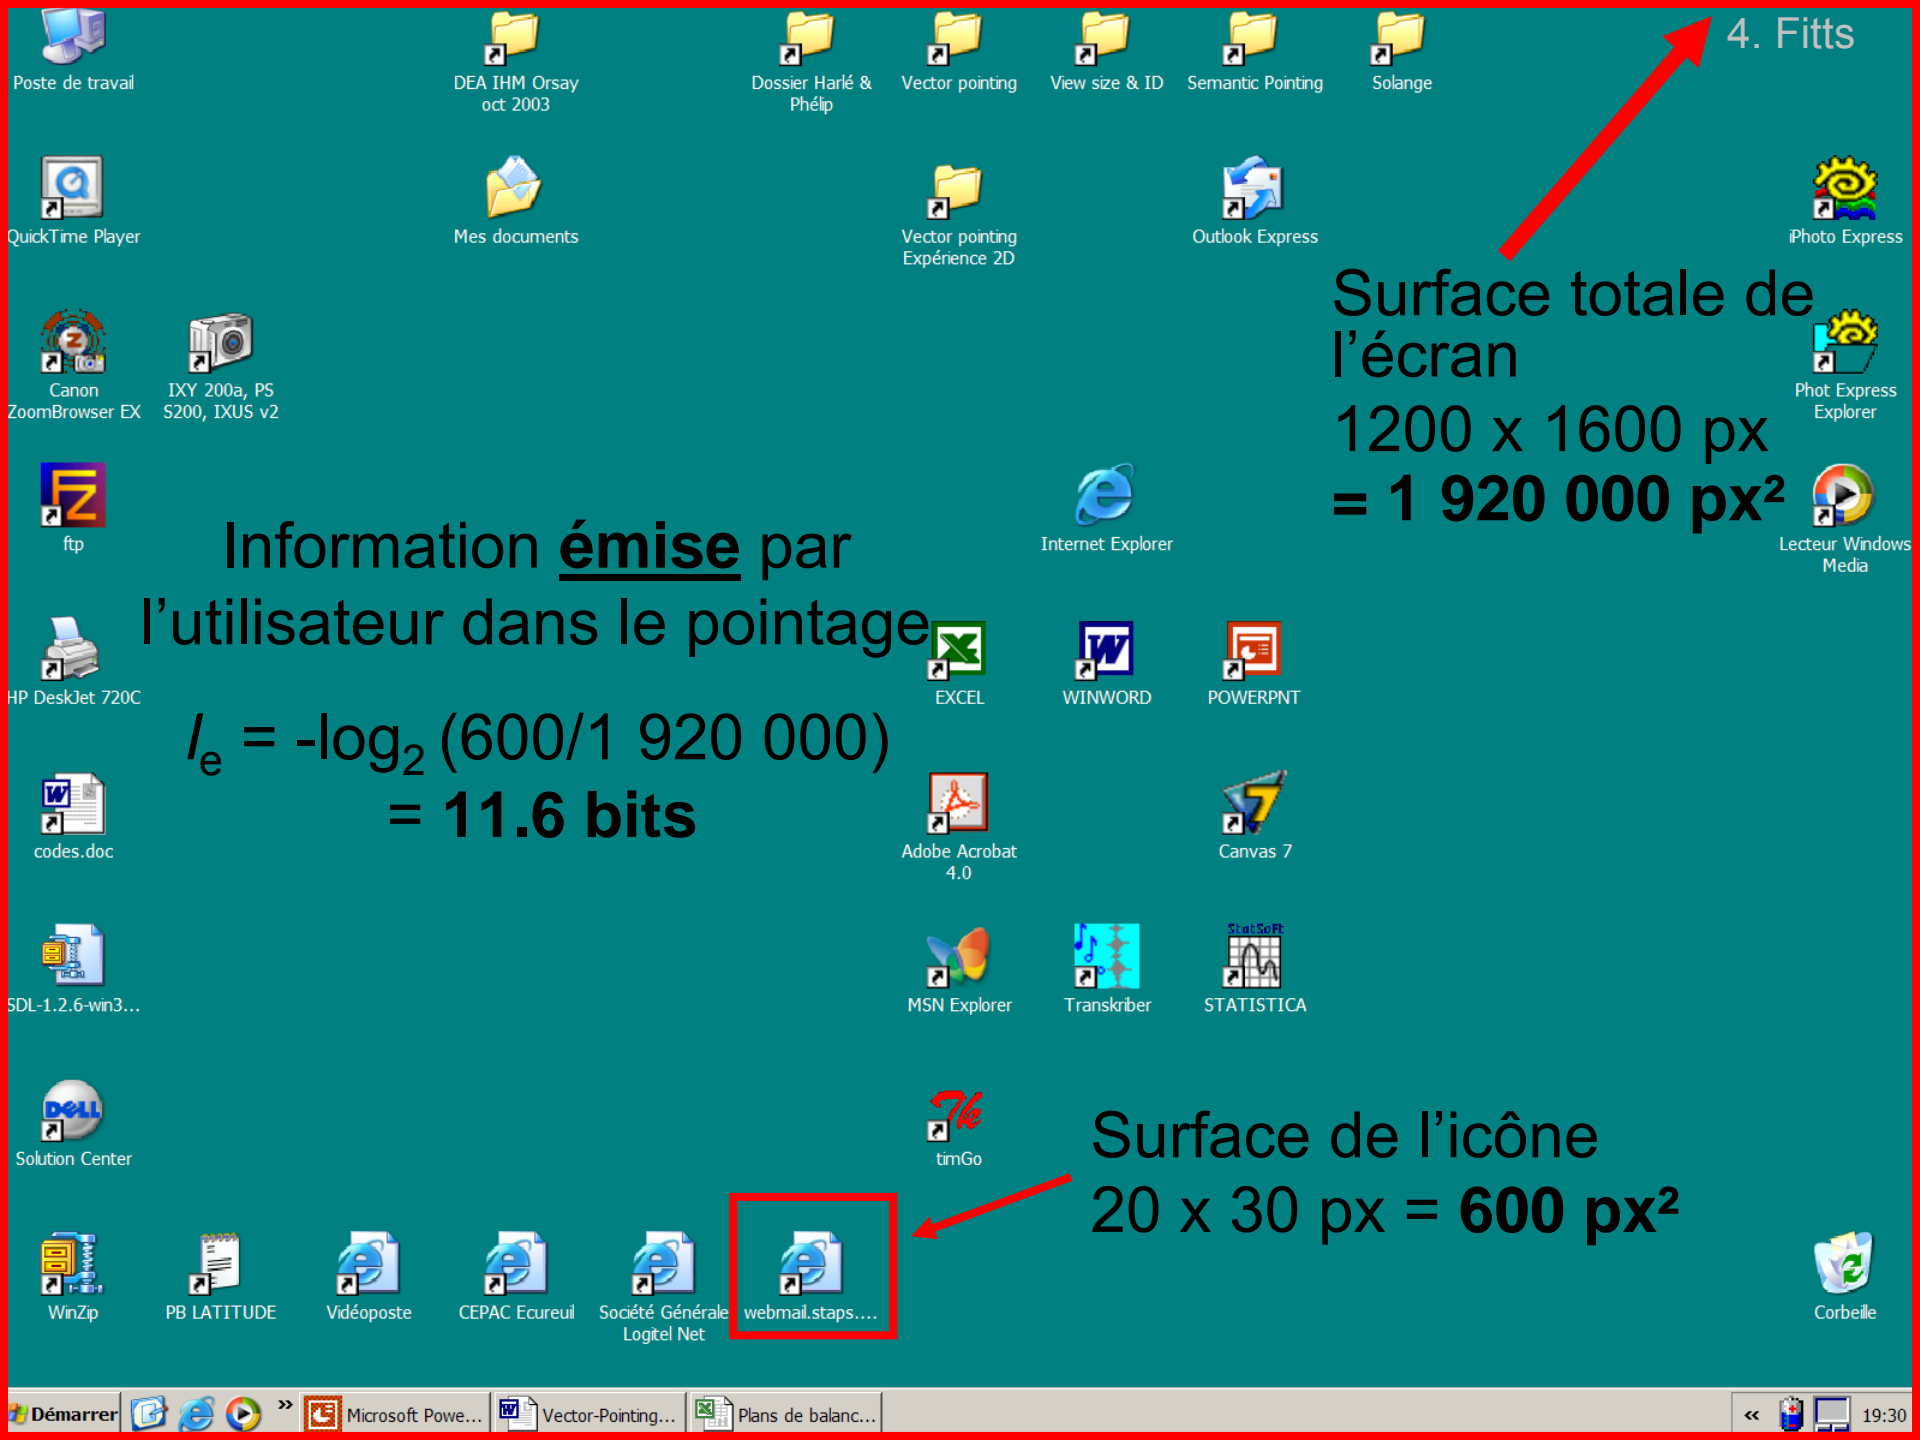 4. Fitts
Poste de travail
DEA IHM Orsay
oct 2003
Dossier Harlé &
Phélip
Vector pointing
View size & ID
Semantic Pointing
Solange
QuickTime Player
Mes documents
Vector pointing
Expérience 2D
Outlook Express
iPhoto Express
Surface totale de
l’écran
1200 x 1600 px
= 1 920 000 px²
Canon
ZoomBrowser EX
IXY 200a, PS
S200, IXUS v2
Phot Express
Explorer
ftp
Internet Explorer
Lecteur Windows
Media
Information émise par
l’utilisateur dans le pointage
Iₑ = -log₂ (600/1 920 000)
= 11.6 bits
HP DeskJet 720C
EXCEL
WINWORD
POWERPNT
codes.doc
Adobe Acrobat
4.0
Canvas 7
SDL-1.2.6-win3...
MSN Explorer
Transkriber
StatSoft
STATISTICA
DELL
Solution Center
timGo
Surface de l’icône
20 x 30 px = 600 px²
WinZip
PB LATITUDE
Vidéoposte
CEPAC Ecureuil
Société Générale
Logitel Net
webmail.staps....
Corbeille
Démarrer
»
Microsoft Powe...
Vector-Pointing...
Plans de balanc...
«
19:30